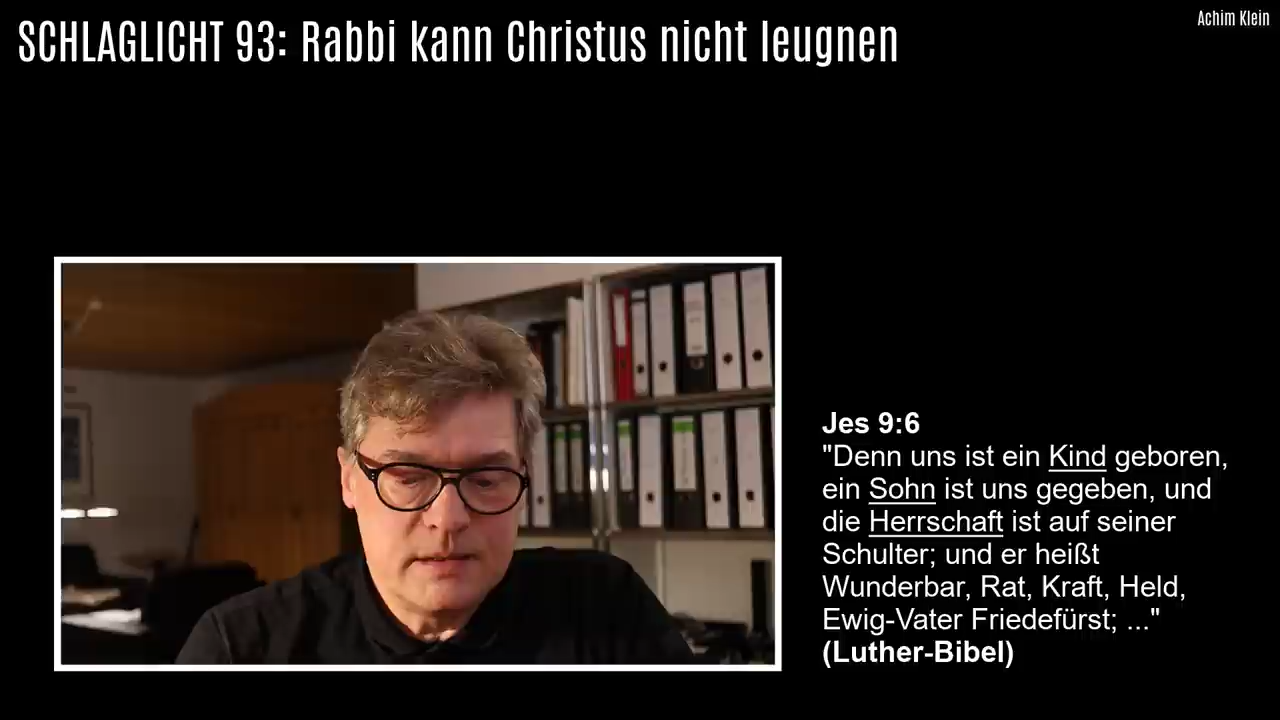 SCHLAGLICHT 93: Rabbi kann Christus nicht leugnen
Achim Klein
Jes 9:6
"Denn uns ist ein Kind geboren,
ein Sohn ist uns gegeben, und
die Herrschaft ist auf seiner
Schulter; und er heißt
Wunderbar, Rat, Kraft, Held,
Ewig-Vater Friedefürst; ..."
(Luther-Bibel)